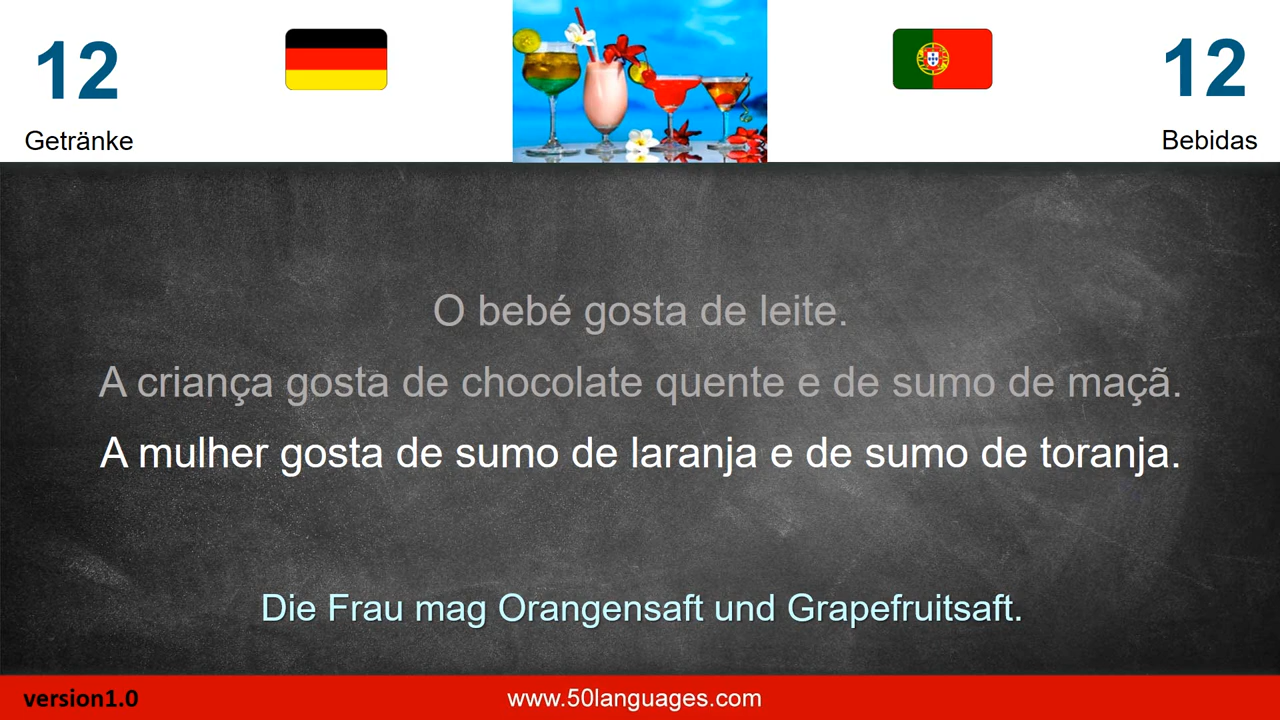 12
12
Getränke
Bebidas
O bebé gosta de leite.
A criança gosta de chocolate quente e de sumo de maçã.
A mulher gosta de sumo de laranja e de sumo de toranja.
Die Frau mag Orangensaft und Grapefruitsaft.
version1.0
www.50languages.com